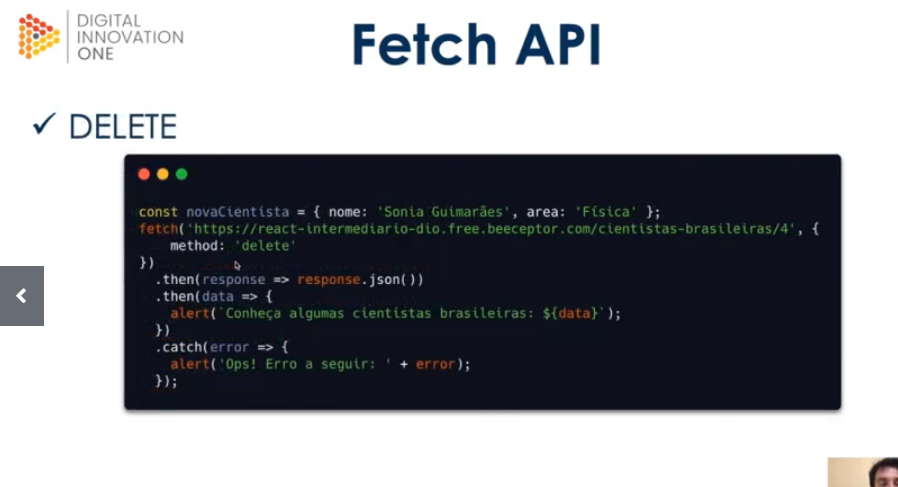 DIGITAL
INNOVATION
ONE
Fetch API
✓ DELETE
const novaCientista = { nome: 'Sonia Guimarães', area: 'Física' };
fetch('https://react-intermediario-dio.free.beeceptor.com/cientistas-brasileiras/4', {
    method: 'delete'
})
  .then(response => response.json())
  .then(data => {
    alert(`Conheça algumas cientistas brasileiras: ${data}`);
  })
  .catch(error => {
    alert('Ops! Erro a seguir: ' + error);
  });